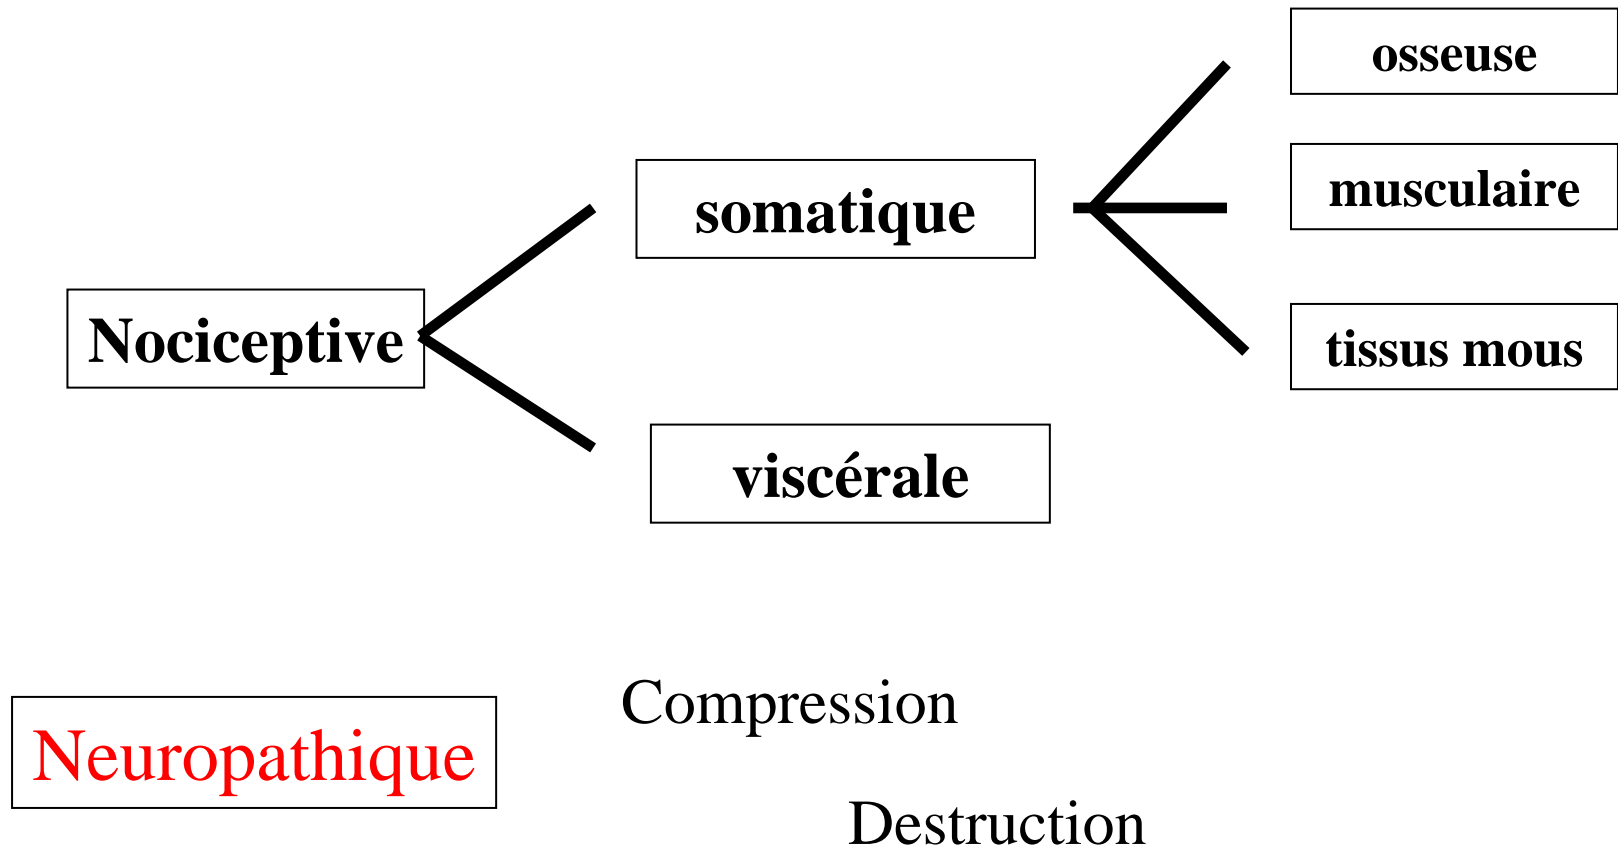 osseuse
musculaire
somatique
Nociceptive
tissus mous
viscérale
Compression
Neuropathique
Destruction